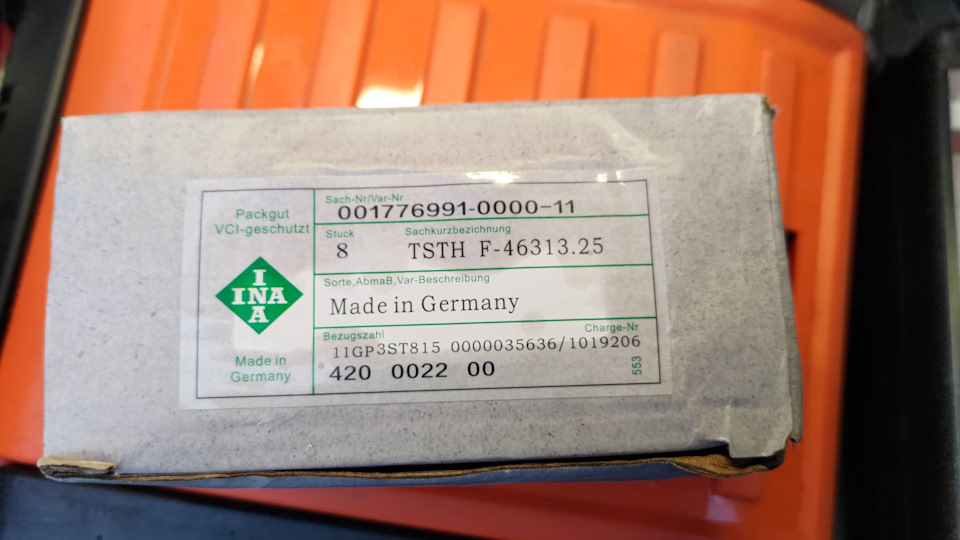 Packgut
VCI-geschutzt
INA
INA
Made in
Germany
Sach-Nr/Var-Nr
001776991-0000-11
Stuck
Sachkurzbezichnung
8
TSTH F-46313.25
Sorte,AbmaB,Var-Beschreibung
Made in Germany
Bezugszahl
Charge-Nr
11GP3ST815 0000035636/1019206
420 0022 00
553